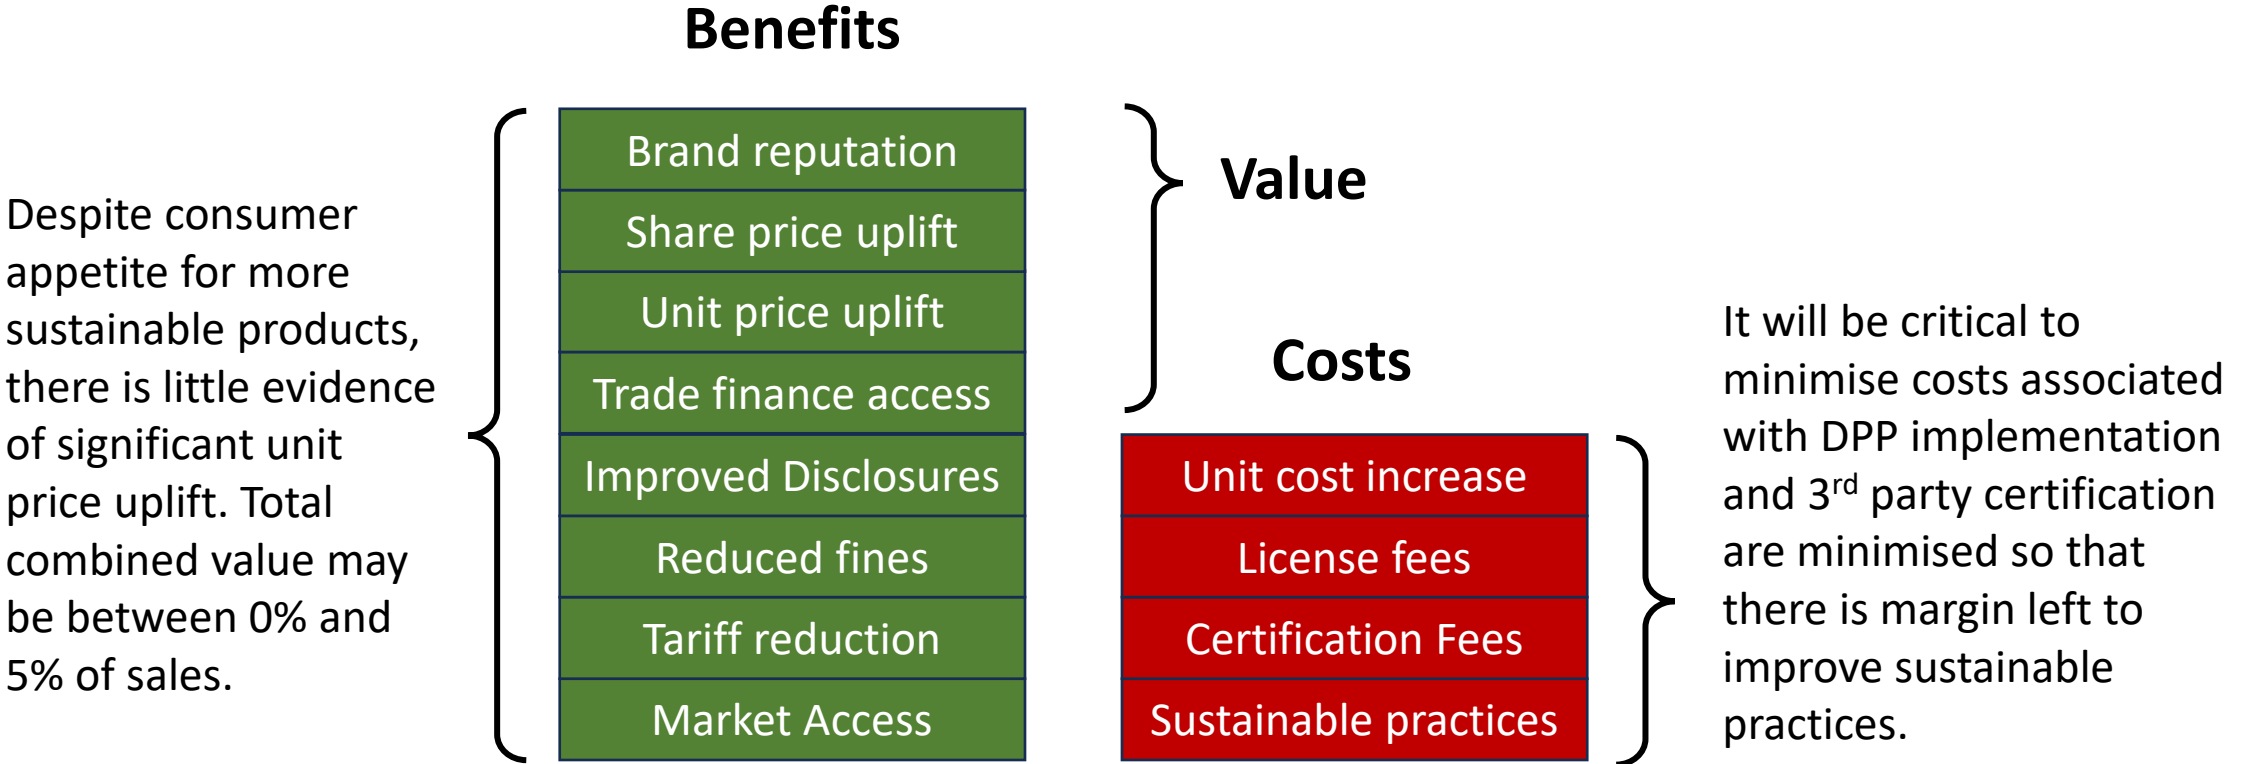 Benefits
Despite consumer
appetite for more
sustainable products,
there is little evidence
of significant unit
price uplift. Total
combined value may
be between 0% and
5% of sales.
Brand reputation
Share price uplift
Unit price uplift
Trade finance access
Improved Disclosures
Reduced fines
Tariff reduction
Market Access
Value
Costs
Unit cost increase
License fees
Certification Fees
Sustainable practices
It will be critical to
minimise costs associated
with DPP implementation
and 3rd party certification
are minimised so that
there is margin left to
improve sustainable
practices.